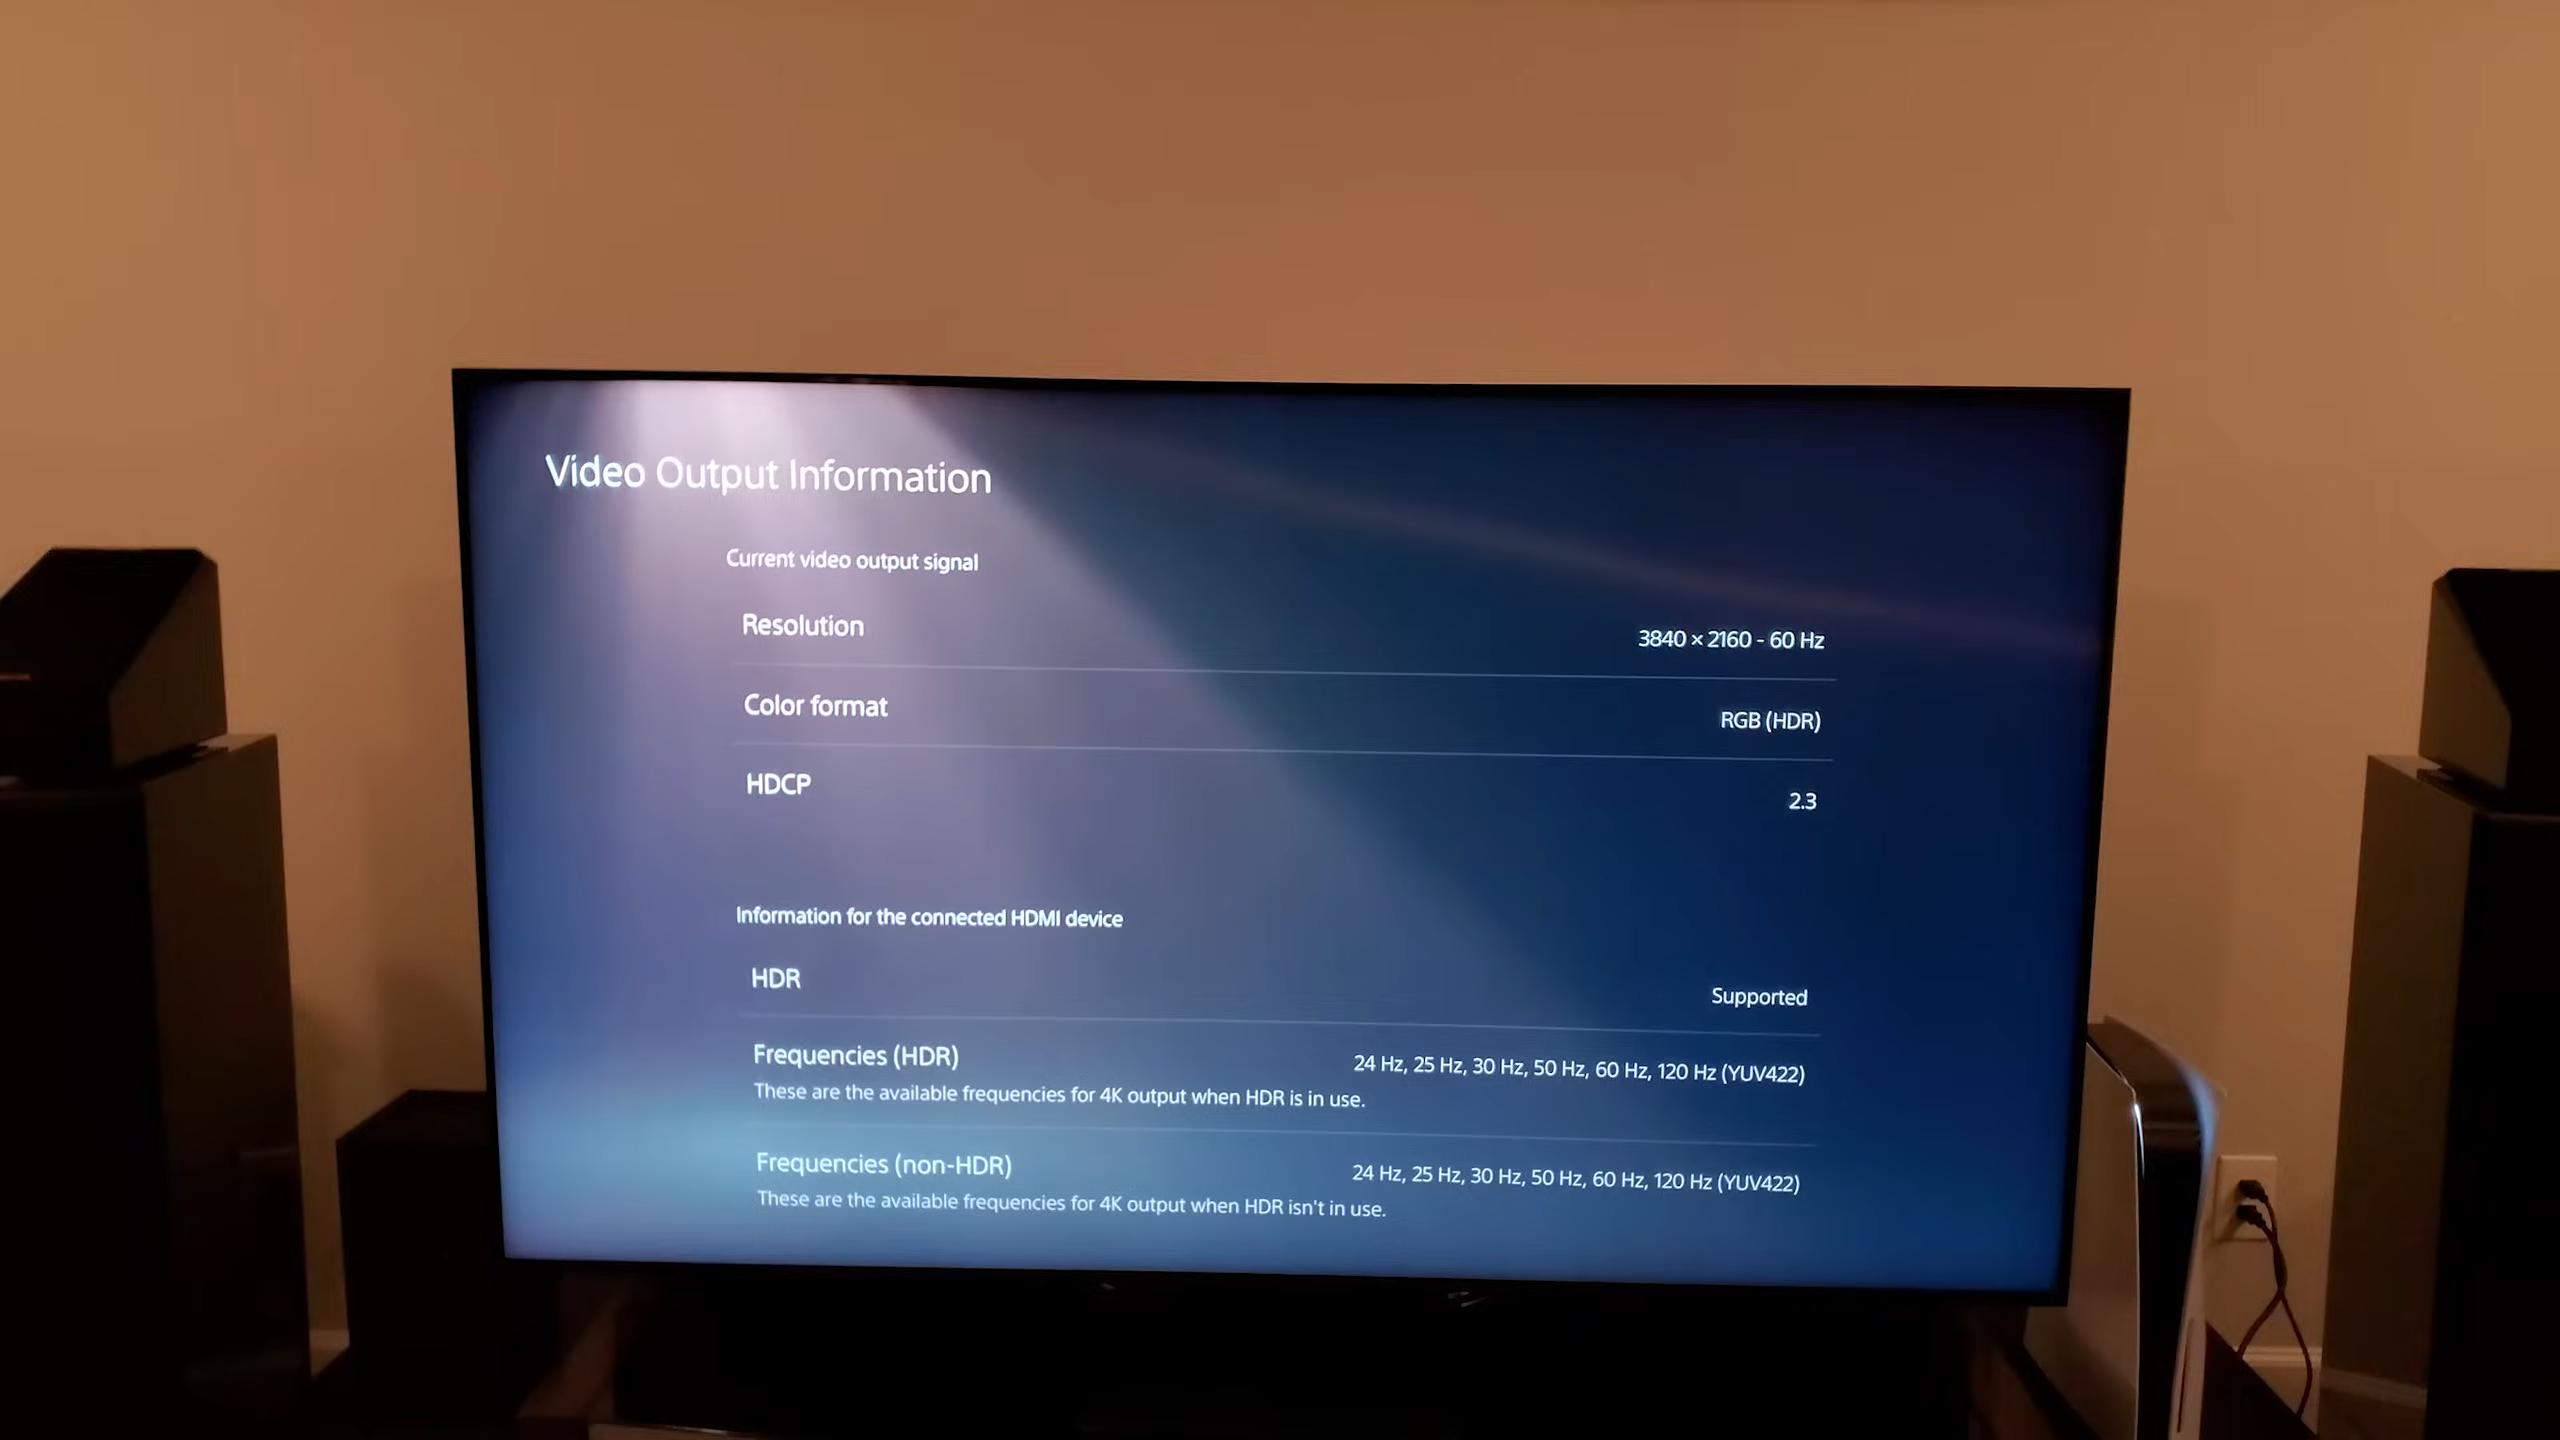 Video Output Information
Current video output signal
Resolution 3840 × 2160 - 60 Hz
Color format RGB (HDR)
HDCP 2.3
Information for the connected HDMI device
HDR Supported
Frequencies (HDR) 24 Hz, 25 Hz, 30 Hz, 50 Hz, 60 Hz, 120 Hz (YUV422)
These are the available frequencies for 4K output when HDR is in use.
Frequencies (non-HDR) 24 Hz, 25 Hz, 30 Hz, 50 Hz, 60 Hz, 120 Hz (YUV422)
These are the available frequencies for 4K output when HDR isn't in use.